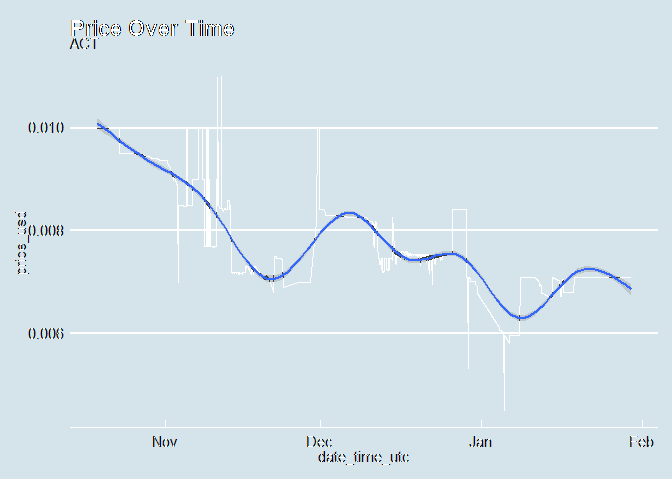 Price Over Time
ACT
0.010
0.008
0.006
price_usd
Nov Dec Jan Feb
date_time_utc